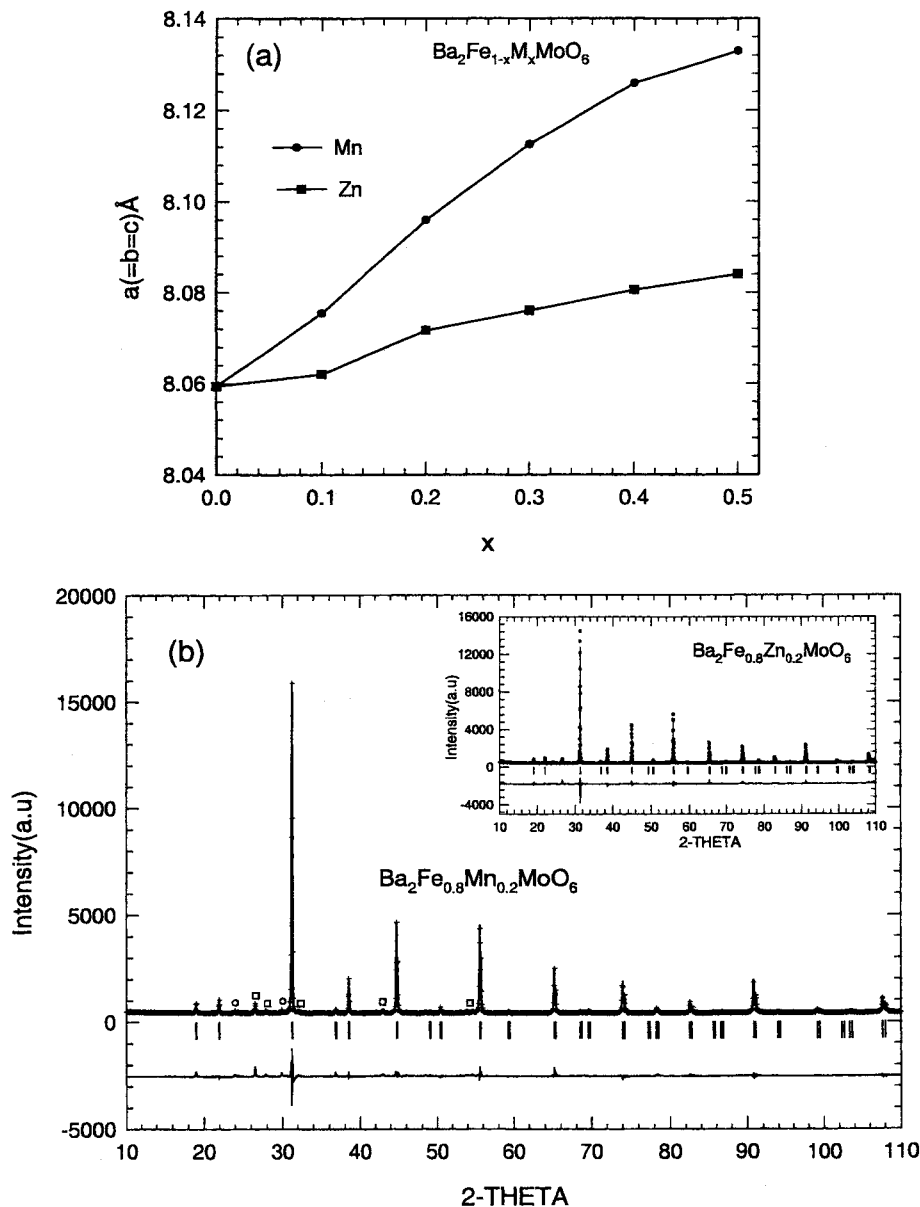 (a)
Ba2Fe1-xMxMoO6
Mn
Zn
a(=b=c)Å
8.14
8.12
8.10
8.08
8.06
8.04
0.0 0.1 0.2 0.3 0.4 0.5
x
(b)
Intensity(a.u)
20000
15000
10000
5000
0
-5000
Ba2Fe0.8Zn0.2MoO6
Intensity(a.u)
16000
12000
8000
4000
0
-4000
10 20 30 40 50 60 70 80 90 100 110
2-THETA
Ba2Fe0.8Mn0.2MoO6
10 20 30 40 50 60 70 80 90 100 110
2-THETA